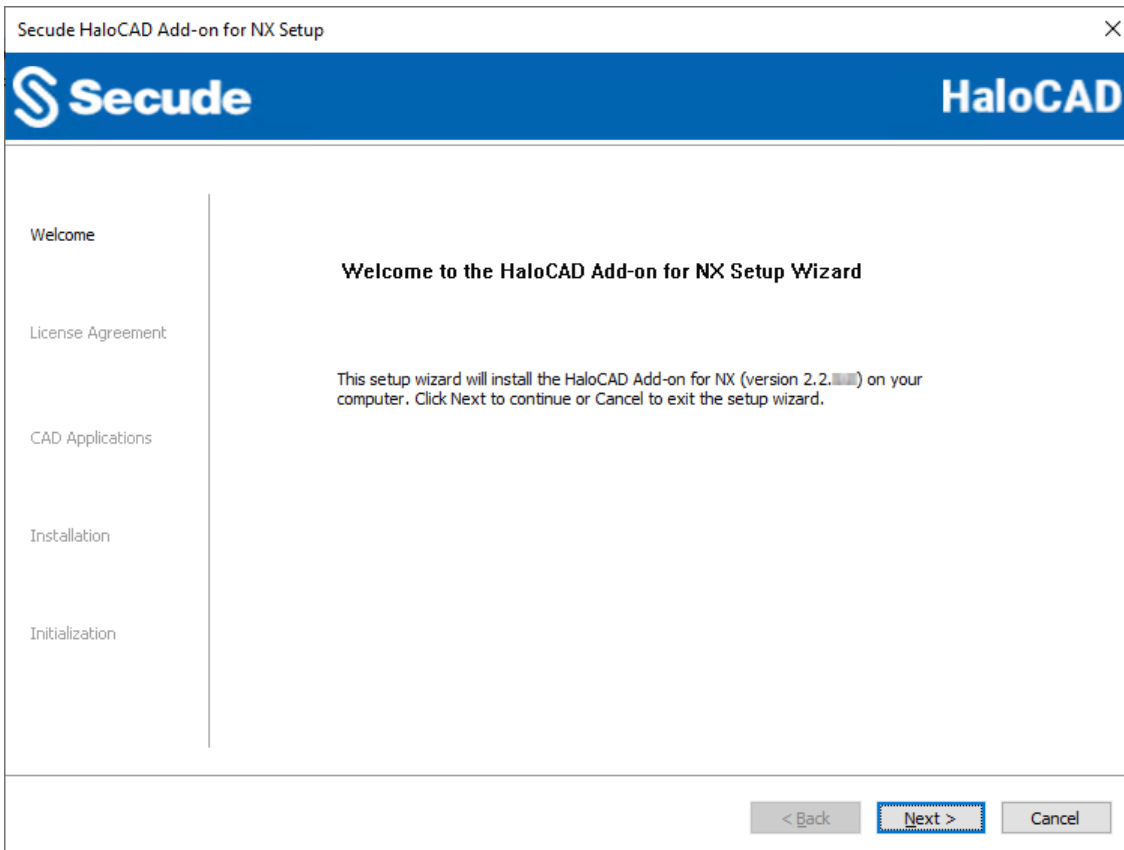 Secude HaloCAD Add-on for NX Setup
Secude
HaloCAD
Welcome
License Agreement
CAD Applications
Installation
Initialization
Welcome to the HaloCAD Add-on for NX Setup Wizard
This setup wizard will install the HaloCAD Add-on for NX (version 2.2. ) on your
computer. Click Next to continue or Cancel to exit the setup wizard.
< Back
Next >
Cancel